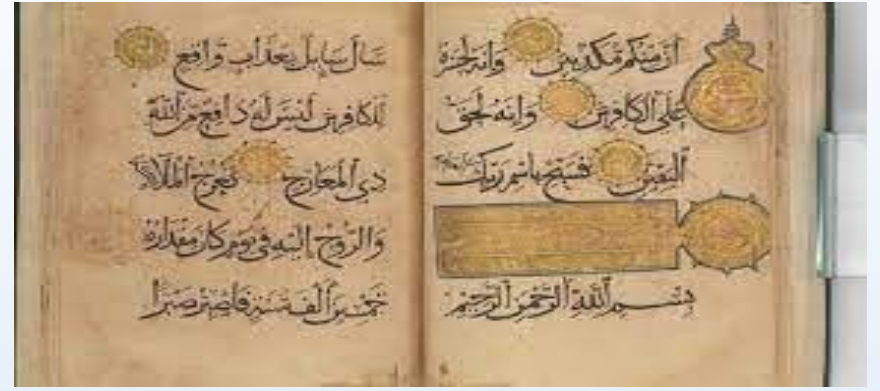 أن منكم مكذبين وانه لحسرة
على الكافرين وانه لحق
اليقين فسبح باسم ربك
بسم الله الرحمن الرحيم
سال سايل بعذاب واقع
للكافرين ليس له دافع من الله
ذي المعارج تعرج الملائكة
والروح اليه في يوم كان مقداره
خمسين الف سنة فاصبر صبرا